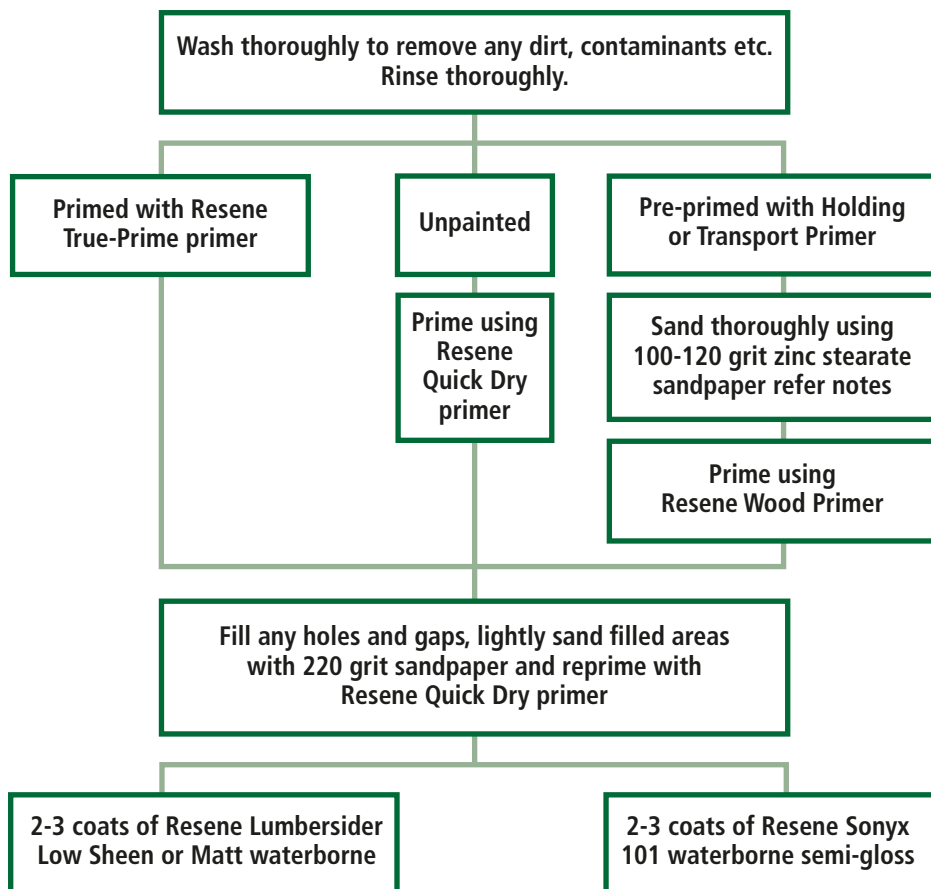 Wash thoroughly to remove any dirt, contaminants etc.
Rinse thoroughly.
Primed with Resene
True-Prime primer
Unpainted
Pre-primed with Holding
or Transport Primer
Prime using
Resene
Quick Dry
primer
Sand thoroughly using
100-120 grit zinc stearate
sandpaper refer notes
Prime using
Resene Wood Primer
Fill any holes and gaps, lightly sand filled areas
with 220 grit sandpaper and reprime with
Resene Quick Dry primer
2-3 coats of Resene Lumbersider
Low Sheen or Matt waterborne
2-3 coats of Resene Sonyx
101 waterborne semi-gloss